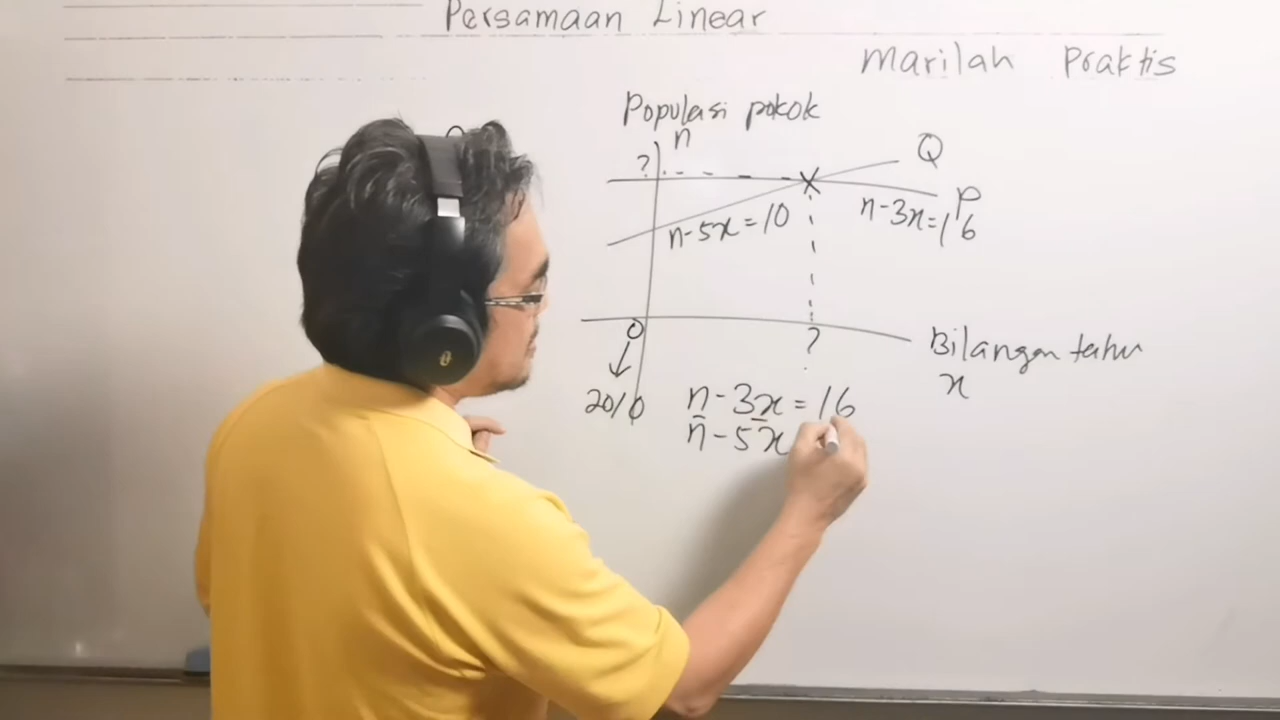 Persamaan Linear
Marilah Praktis
Populasi pokok
n
?
Q
P
n-5x=10
n-3x=16
0
?
Bilangan tahun
x
2010
n-3x=16
n-5x